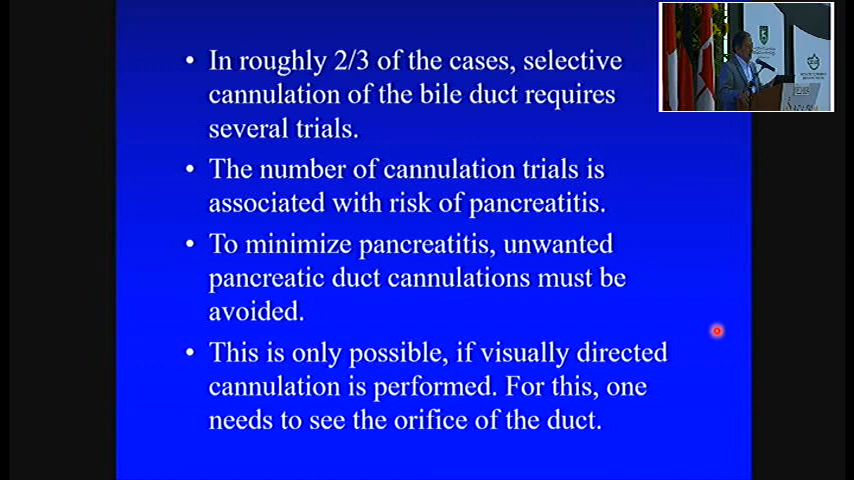 • In roughly 2/3 of the cases, selective
cannulation of the bile duct requires
several trials.
• The number of cannulation trials is
associated with risk of pancreatitis.
• To minimize pancreatitis, unwanted
pancreatic duct cannulations must be
avoided.
• This is only possible, if visually directed
cannulation is performed. For this, one
needs to see the orifice of the duct.